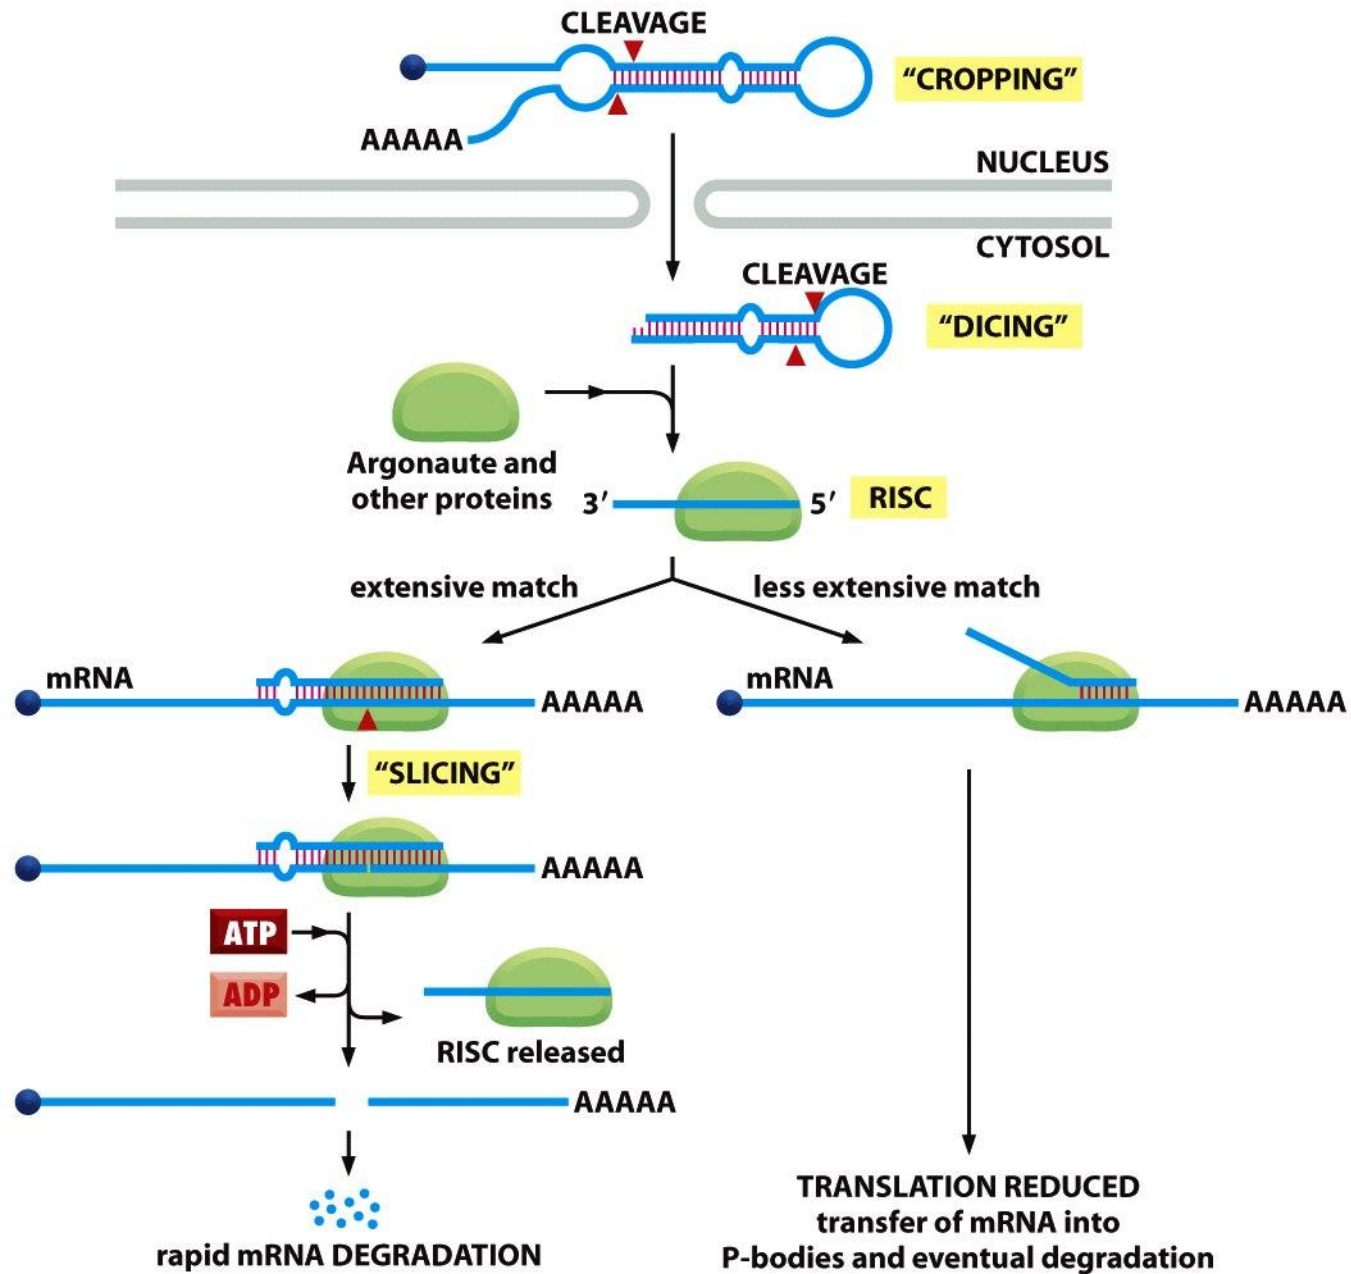 CLEAVAGE
“CROPPING”
AAAAA
NUCLEUS
CYTOSOL
CLEAVAGE
“DICING”
Argonaute and
other proteins
3′
5′
RISC
extensive match
less extensive match
mRNA
AAAAA
mRNA
AAAAA
“SLICING”
AAAAA
ATP
ADP
RISC released
AAAAA
TRANSLATION REDUCED
transfer of mRNA into
P-bodies and eventual degradation
rapid mRNA DEGRADATION